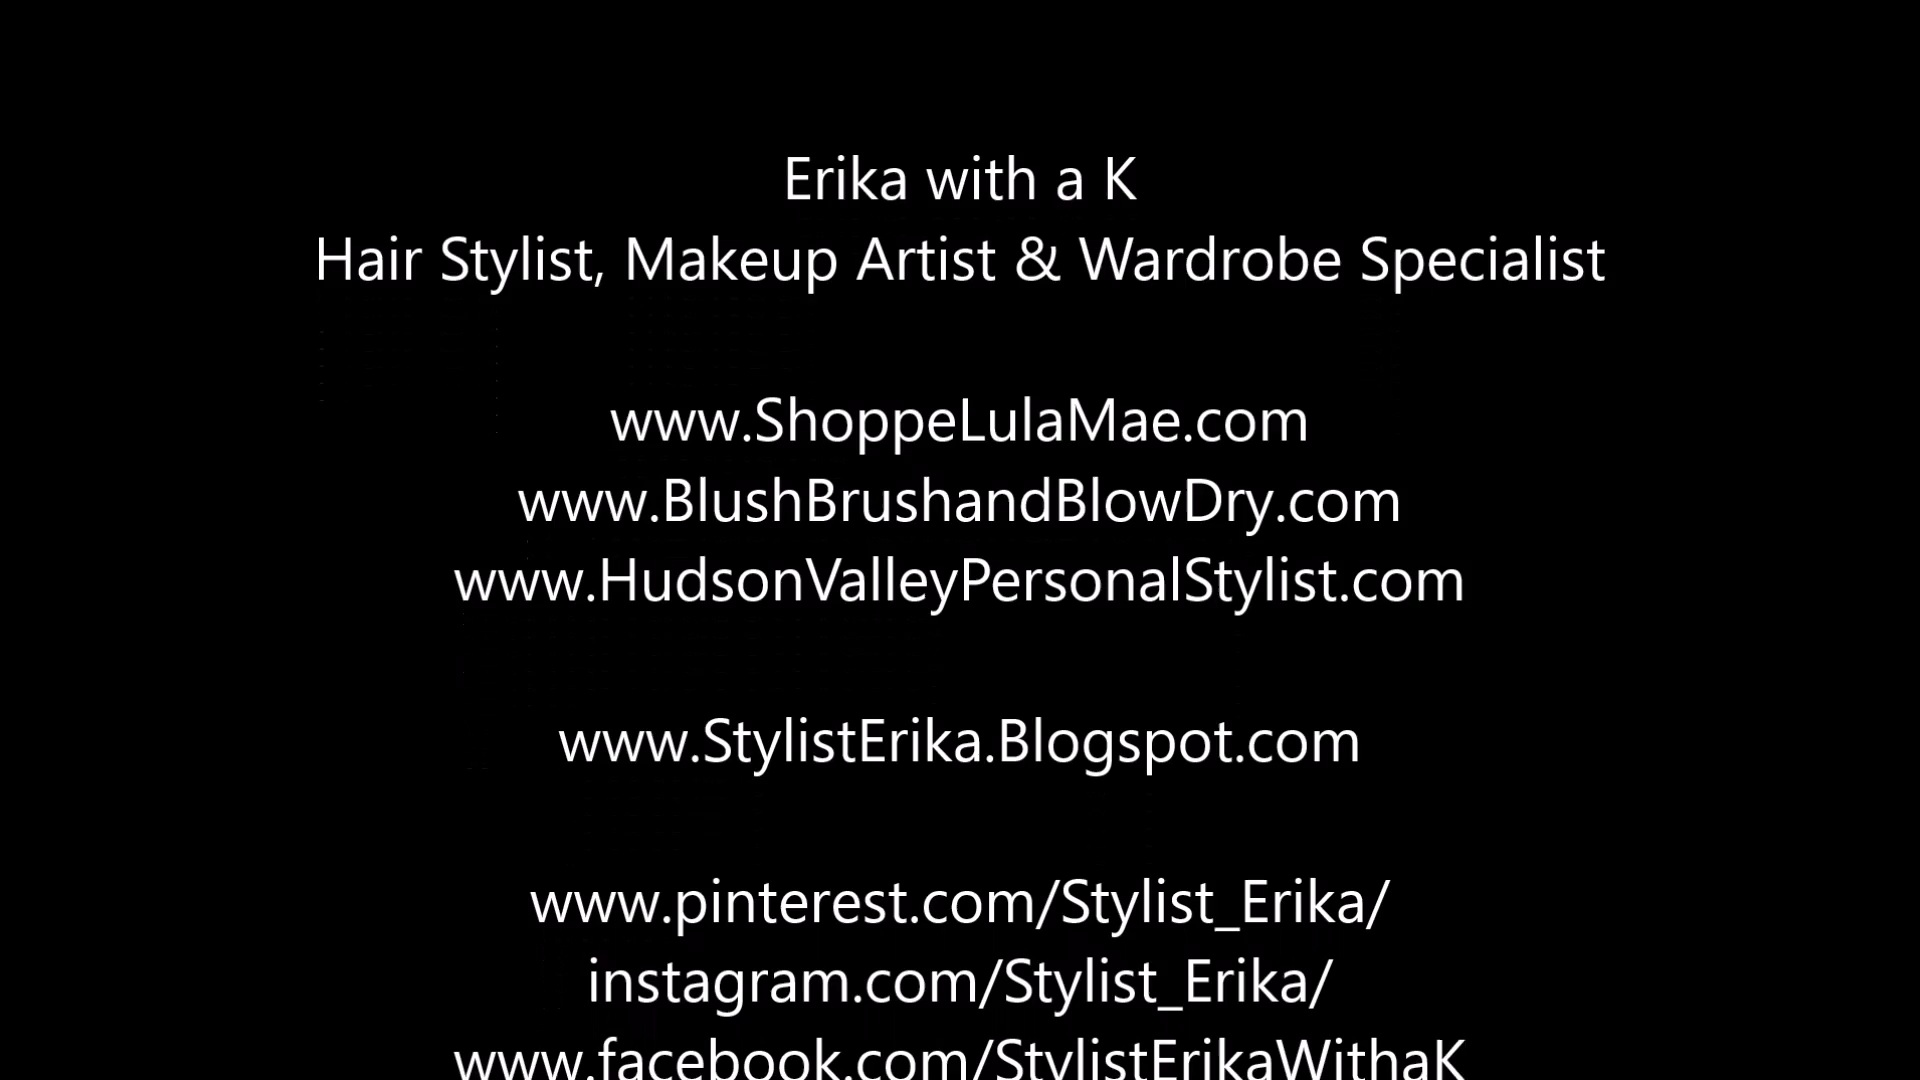 Erika with a K
Hair Stylist, Makeup Artist & Wardrobe Specialist
www.ShoppeLulaMae.com
www.BlushBrushandBlowDry.com
www.HudsonValleyPersonalStylist.com
www.StylistErika.Blogspot.com
www.pinterest.com/Stylist_Erika/
instagram.com/Stylist_Erika/
www.facebook.com/StylistErikaWithaK